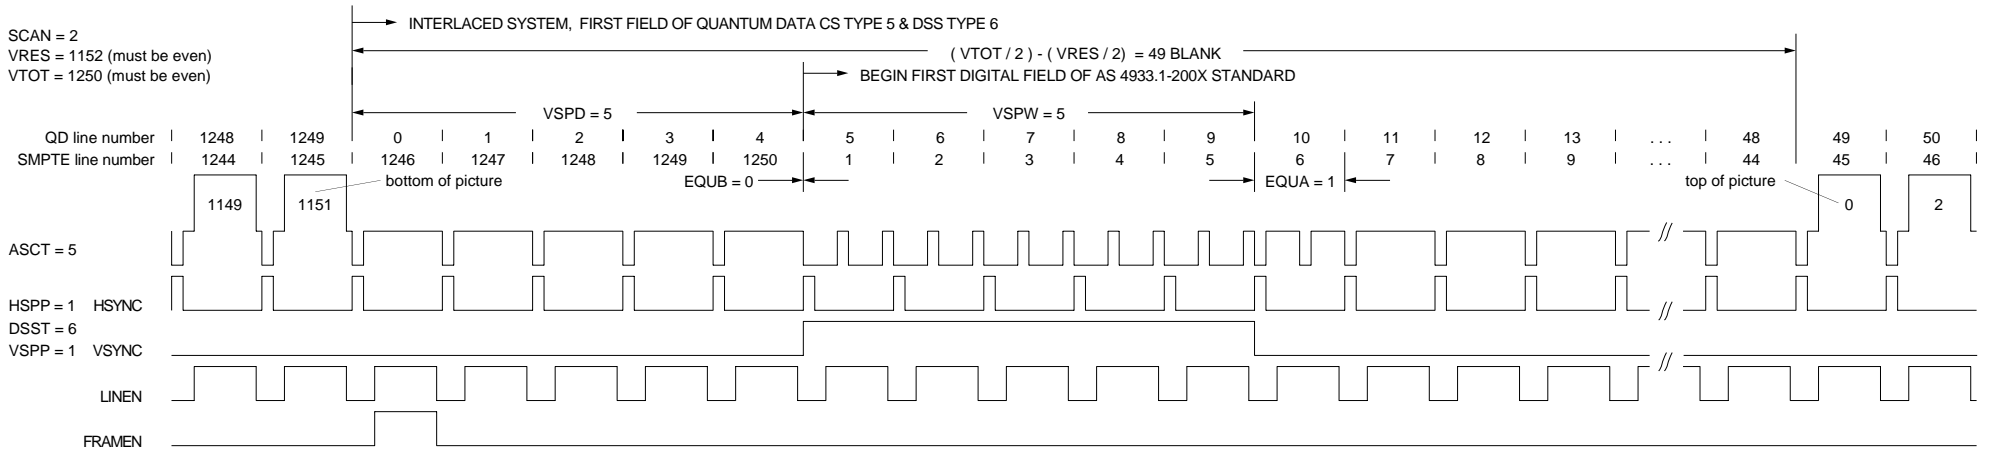 INTERLACED SYSTEM, FIRST FIELD OF QUANTUM DATA CS TYPE 5 & DSS TYPE 6
SCAN = 2
VRES = 1152 (must be even)
VTOT = 1250 (must be even)
( VTOT / 2 ) - ( VRES / 2) = 49 BLANK
BEGIN FIRST DIGITAL FIELD OF AS 4933.1-200X STANDARD
VSPD = 5
VSPW = 5
QD line number 1248 1249 0 1 2 3 4 5 6 7 8 9 10 11 12 13 . . . 48 49 50
SMPTE line number 1244 1245 1246 1247 1248 1249 1250 1 2 3 4 5 6 7 8 9 . . . 44 45 46
bottom of picture
EQUB = 0
EQUA = 1
top of picture
1149 1151 0 2
ASCT = 5
HSPP = 1 HSYNC
DSST = 6
VSPP = 1 VSYNC
LINEN
FRAMEN